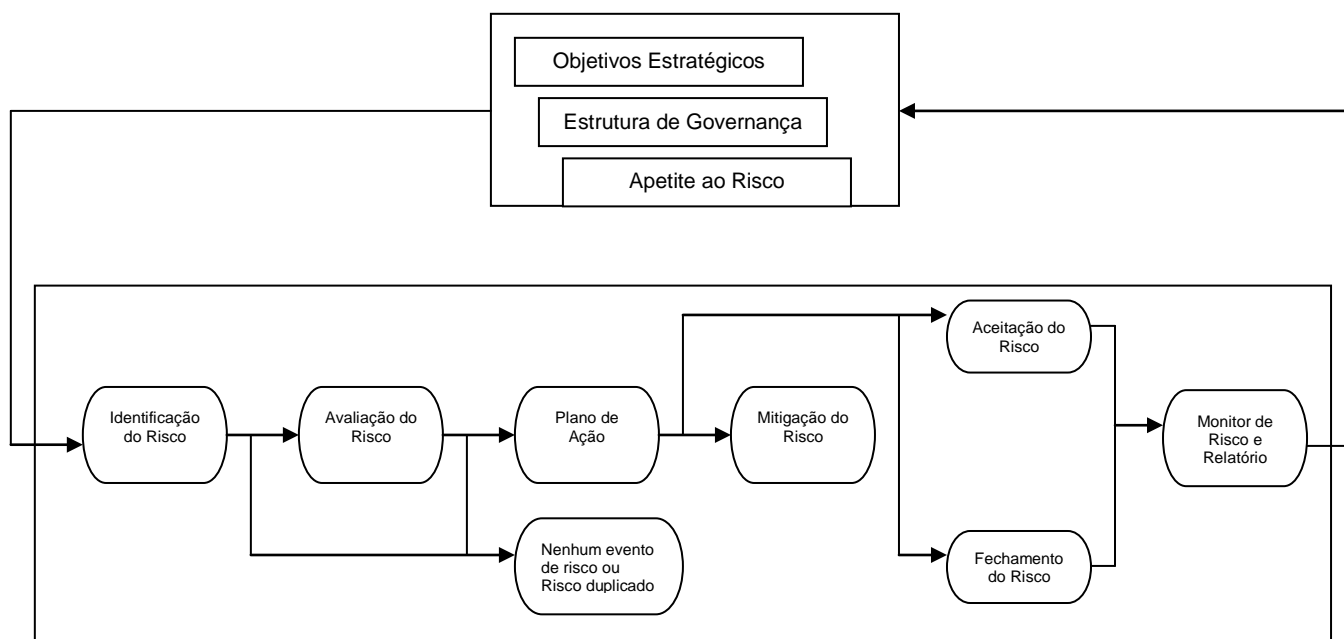 Objetivos Estratégicos
Estrutura de Governança
Apetite ao Risco
Aceitação do
Risco
Identificação
do Risco
Avaliação do
Risco
Plano de
Ação
Mitigação do
Risco
Monitor de
Risco e
Relatório
Nenhum evento
de risco ou
Risco duplicado
Fechamento
do Risco